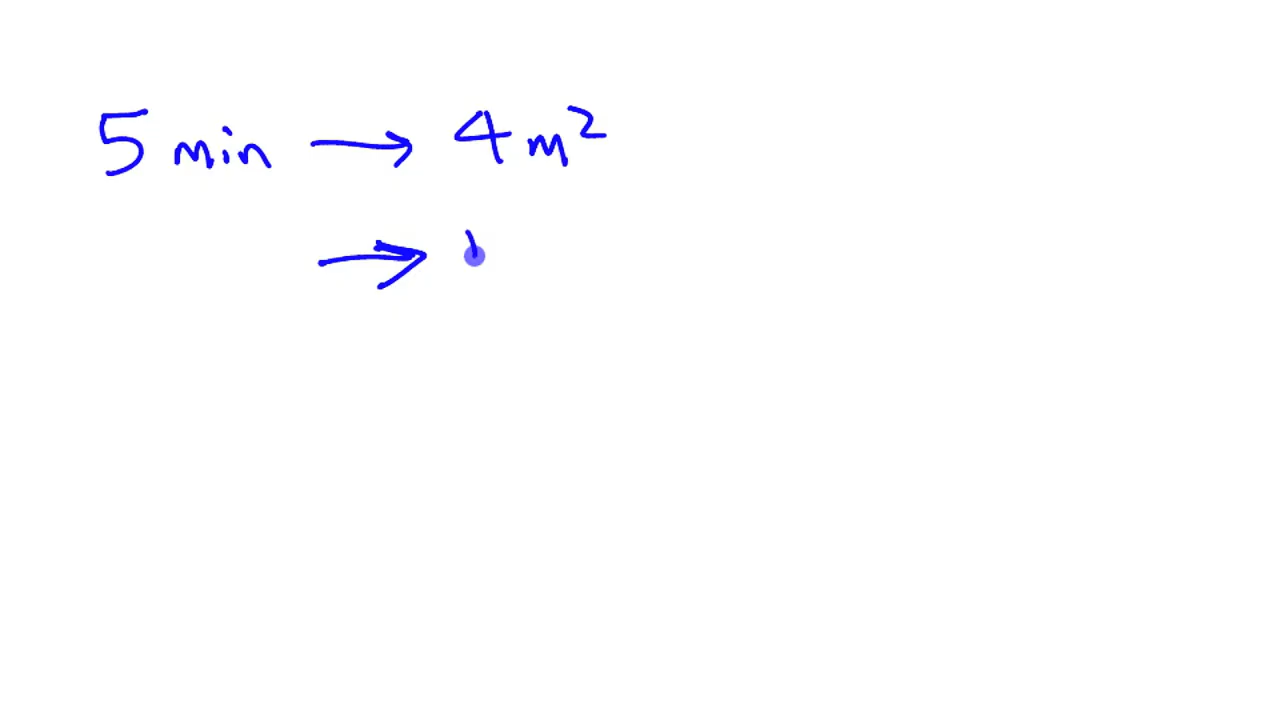 5 min → 4 m²
→